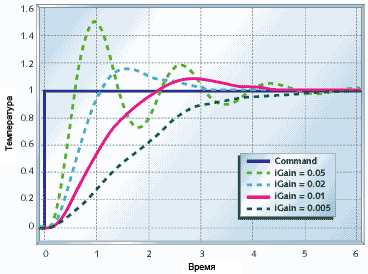 1.6
1.4
1.2
1
0.8
0.6
0.4
0.2
0
Температура
Command
iGain = 0.05
iGain = 0.02
iGain = 0.01
iGain = 0.005
0 1 2 3 4 5 6
Время